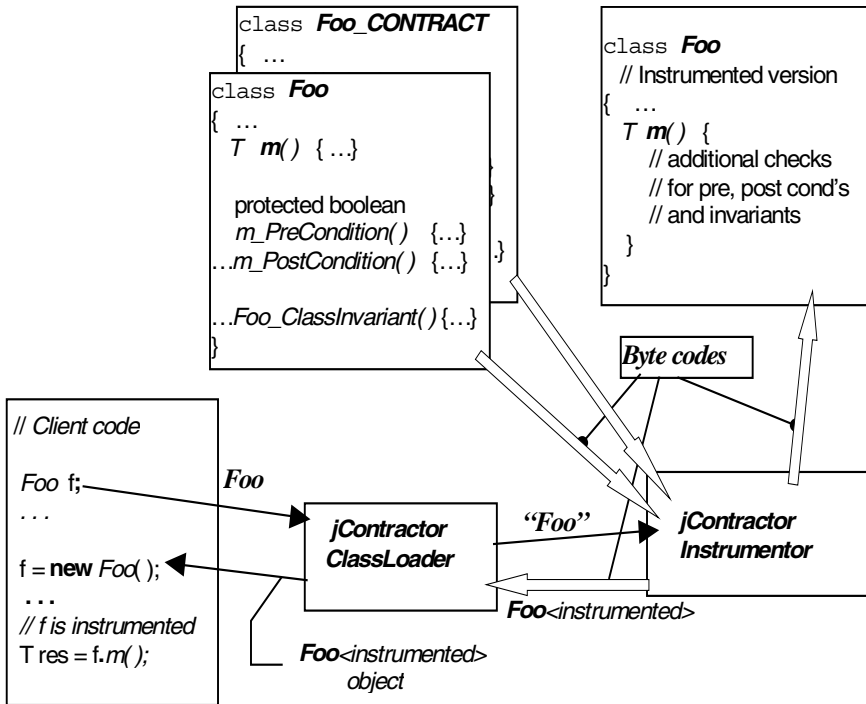 class Foo_CONTRACT
{ …
class Foo
{ …
T m( ) { …}
protected boolean
m_PreCondition( ) {…}
…m_PostCondition( ) {…}
…Foo_ClassInvariant( ){…}
}
}
}
.}
class Foo
// Instrumented version
{ …
T m( ) {
// additional checks
// for pre, post cond's
// and invariants
}
}
Byte codes
// Client code
Foo f;
. . .
f = new Foo( );
. . .
// f is instrumented
T res = f.m( );
Foo
jContractor
ClassLoader
“Foo”
jContractor
Instrumentor
Foo<instrumented>
Foo<instrumented>
object